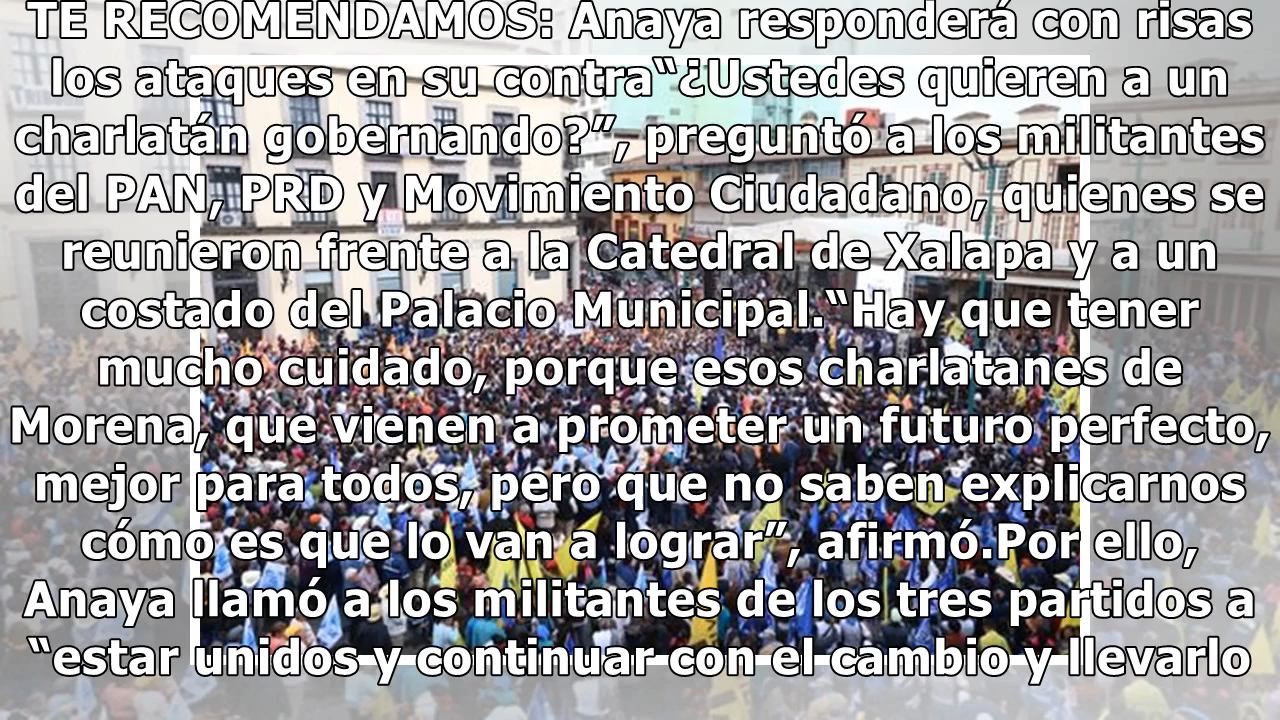 TE RECOMENDAMOS: Anaya responderá con risas
los ataques en su contra“¿Ustedes quieren a un
charlatán gobernando?”, preguntó a los militantes
del PAN, PRD y Movimiento Ciudadano, quienes se
reunieron frente a la Catedral de Xalapa y a un
costado del Palacio Municipal.“Hay que tener
mucho cuidado, porque esos charlatanes de
Morena, que vienen a prometer un futuro perfecto,
mejor para todos, pero que no saben explicarnos
cómo es que lo van a lograr”, afirmó.Por ello,
Anaya llamó a los militantes de los tres partidos a
“estar unidos y continuar con el cambio y llevarlo